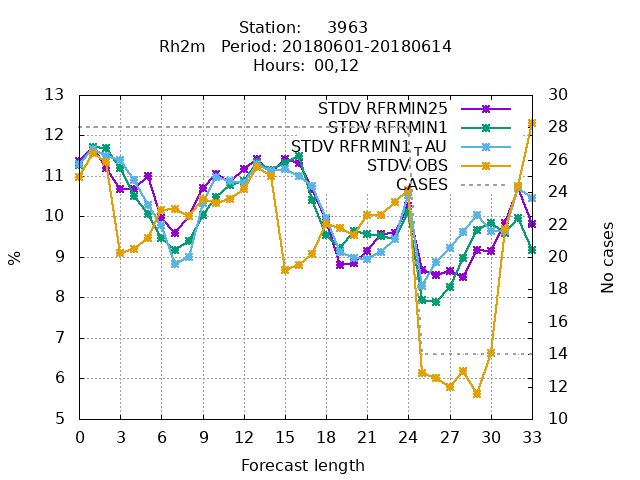 Station:     3963
Rh2m   Period: 20180601-20180614
Hours:  00,12
STDV RFRMIN25
STDV RFRMIN1
STDV RFRMIN1_TAU
STDV OBS
CASES
%
13
12
11
10
9
8
7
6
5
30
28
26
24
22
20
18
16
14
12
10
No cases
0 3 6 9 12 15 18 21 24 27 30 33
Forecast length